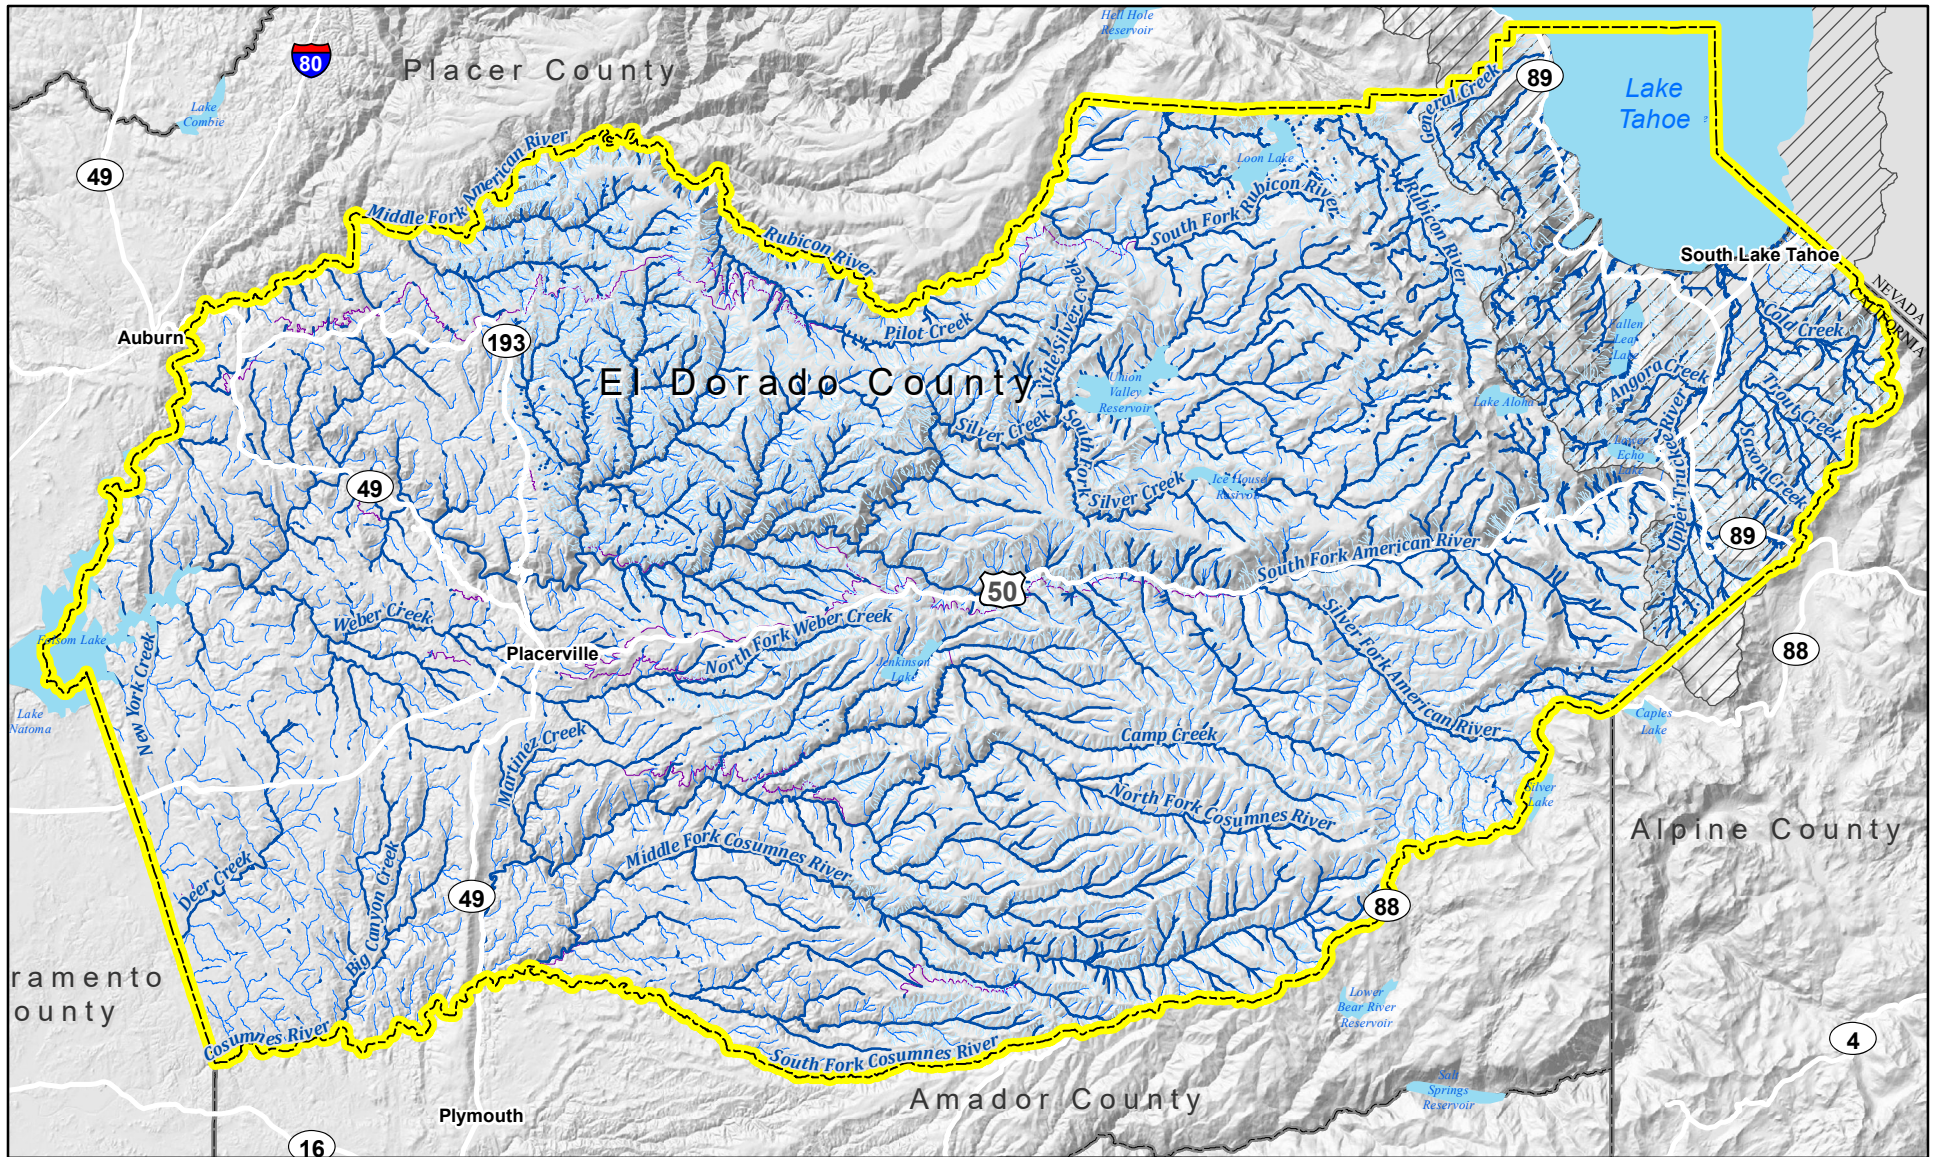 Hell Hole
Reservoir
80
Placer County
Lake
Combie
89
Lake
Tahoe
General Creek
49
Middle Fork American River
Loon Lake
South Fork Rubicon River
Rubicon River
Rubicon River
South Lake Tahoe
NEVADA
CALIFORNIA
Auburn
193
Pilot Creek
Little Silver Creek
Cold Creek
Fallen
Leaf
Lake
El Dorado County
Union
Valley
Reservoir
Angora Creek
Trout Creek
Lake Aloha
Silver Creek
South Fork
Silver Creek
Ice House
Resrvoir
Lower
Echo
Lake
Upper Truckee River
Saxon Creek
49
89
South Fork American River
50
Weber Creek
North Fork Weber Creek
Silver Fork American River
Folsom Lake
New York Creek
Placerville
Jenkinson
Lake
88
Lake
Natoma
Caples
Lake
Martinez Creek
Camp Creek
North Fork Cosumnes River
Silver
Lake
Alpine County
Middle Fork Cosumnes River
Deer Creek
Big Canyon Creek
49
88
ramento
ounty
Lower
Bear River
Reservoir
Cosumnes River
South Fork Cosumnes River
4
Amador County
Salt
Springs
Reservoir
Plymouth
16